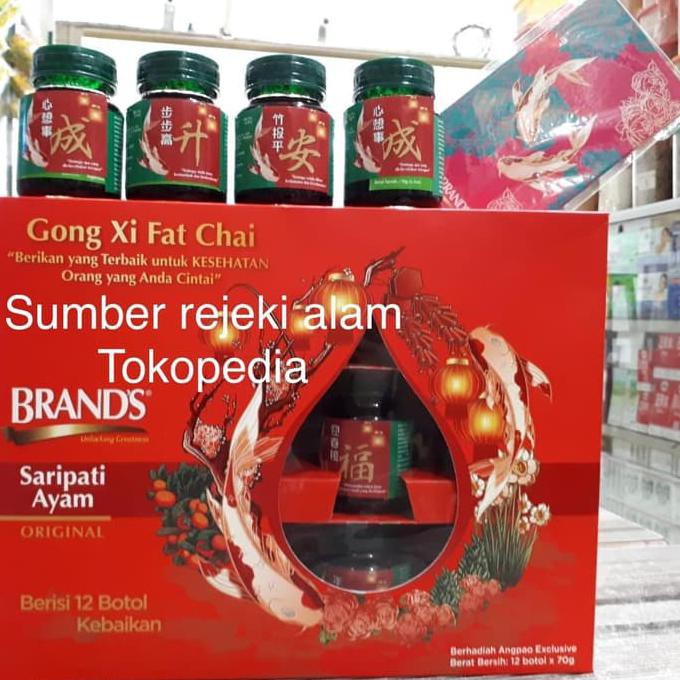 心想事
成
步步高
升
竹报平
安
心想事
成
BRAND'S
Gong Xi Fat Chai
"Berikan yang Terbaik untuk KESEHATAN
Orang yang Anda Cintai"
Sumber rejeki alam
Tokopedia
BRAND'S®
Unlocking Greatness
福
Saripati
Ayam
ORIGINAL
Berisi 12 Botol
Kebaikan
Berhadiah Angpao Exclusive
Berat Bersih: 12 botol x 70g